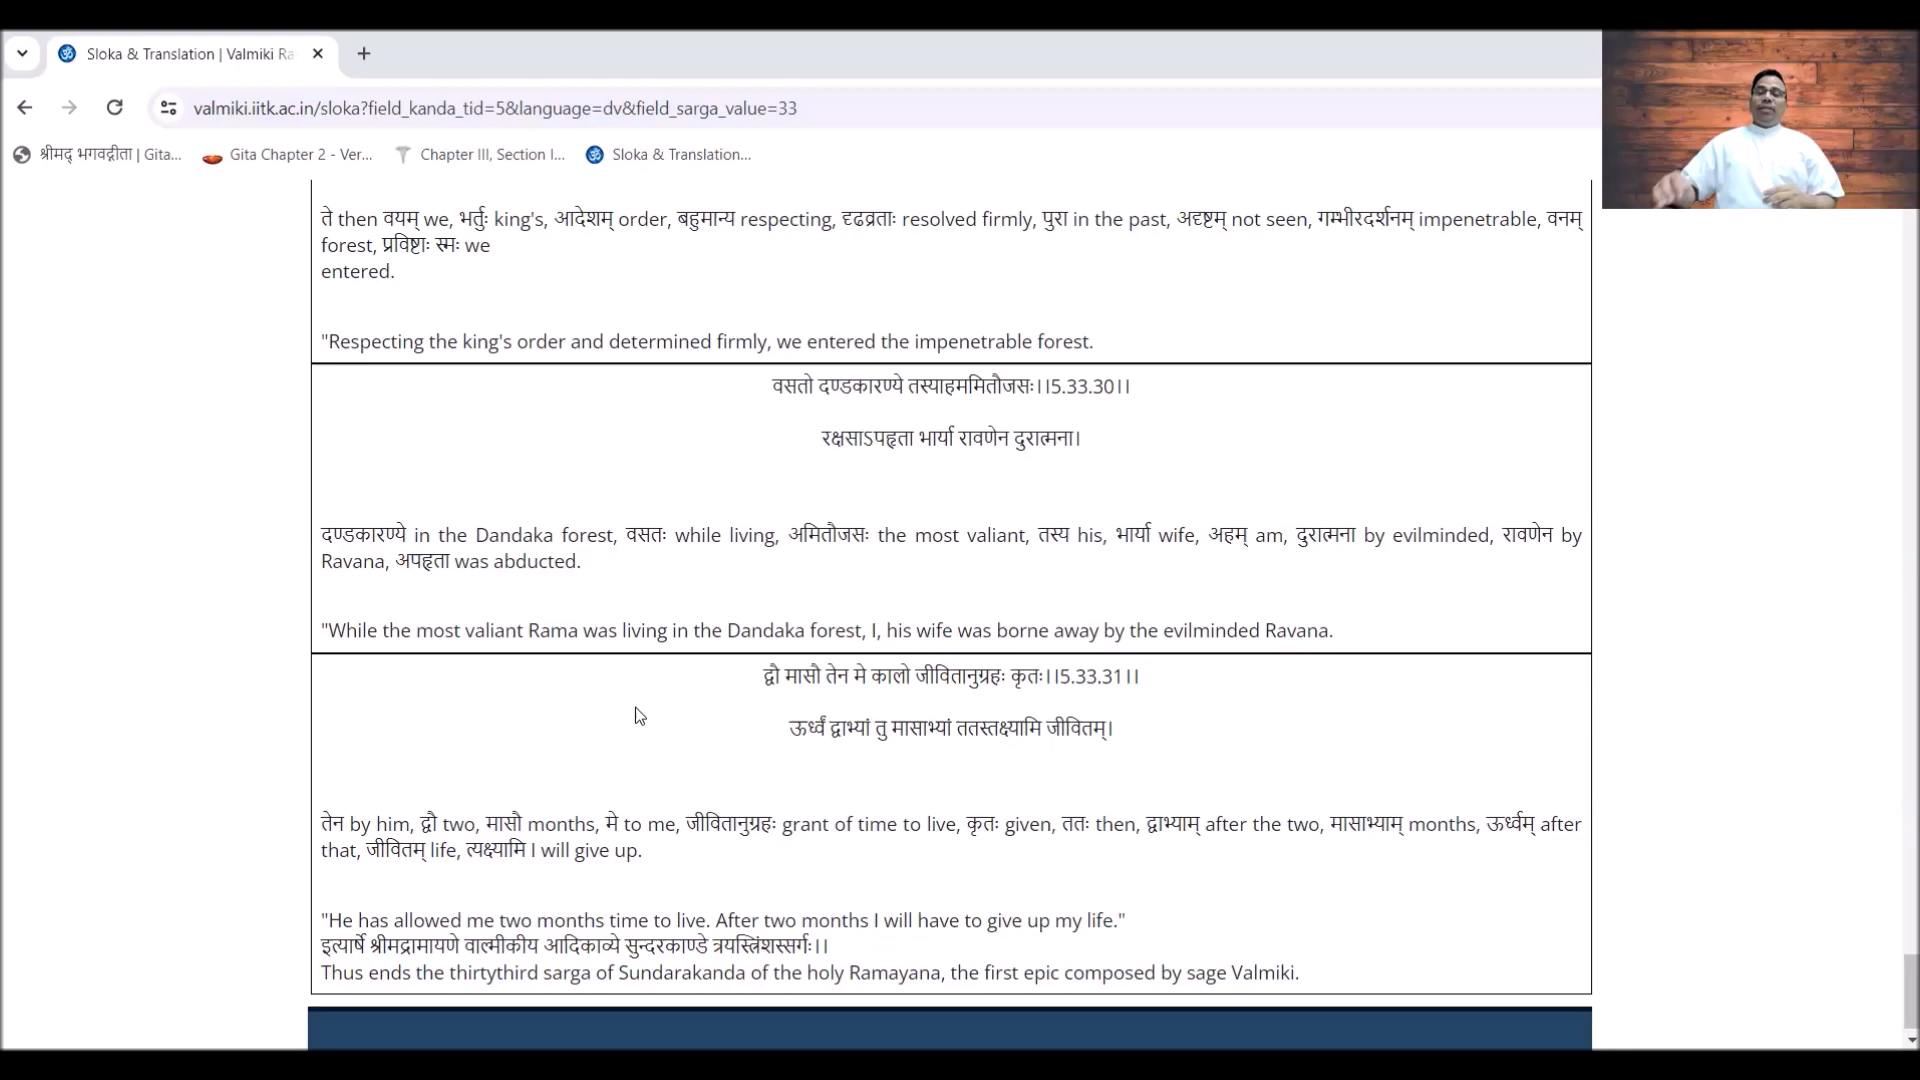 Sloka & Translation | Valmiki Ra
valmiki.iitk.ac.in/sloka?field_kanda_tid=5&language=dv&field_sarga_value=33
श्रीमद् भगवद्गीता | Gita...
Gita Chapter 2 - Ver...
Chapter III, Section I...
Sloka & Translation...
ते then वयम् we, भर्तुः king's, आदेशम् order, बहुमान्य respecting, दृढव्रताः resolved firmly, पुरा in the past, अदृष्टम् not seen, गम्भीरदर्शनम् impenetrable, वनम्
forest, प्रविष्टाः स्मः we
entered.
"Respecting the king's order and determined firmly, we entered the impenetrable forest.
वसतो दण्डकारण्ये तस्याहममितौजसः।।5.33.30।।
रक्षसाऽपहृता भार्या रावणेन दुरात्मना।
दण्डकारण्ये in the Dandaka forest, वसतः while living, अमितौजसः the most valiant, तस्य his, भार्या wife, अहम् am, दुरात्मना by evilminded, रावणेन by
Ravana, अपहृता was abducted.
"While the most valiant Rama was living in the Dandaka forest, I, his wife was borne away by the evilminded Ravana.
द्वौ मासौ तेन मे कालो जीवितानुग्रहः कृतः।।5.33.31।।
ऊर्ध्वं द्वाभ्यां तु मासाभ्यां ततस्तक्ष्यामि जीवितम्।
तेन by him, द्वौ two, मासौ months, मे to me, जीवितानुग्रहः grant of time to live, कृतः given, ततः then, द्वाभ्याम् after the two, मासाभ्याम् months, ऊर्ध्वम् after
that, जीवितम् life, त्यक्ष्यामि I will give up.
"He has allowed me two months time to live. After two months I will have to give up my life."
इत्यार्षे श्रीमद्रामायणे वाल्मीकीय आदिकाव्ये सुन्दरकाण्डे त्रयस्त्रिंशस्सर्गः।।
Thus ends the thirtythird sarga of Sundarakanda of the holy Ramayana, the first epic composed by sage Valmiki.